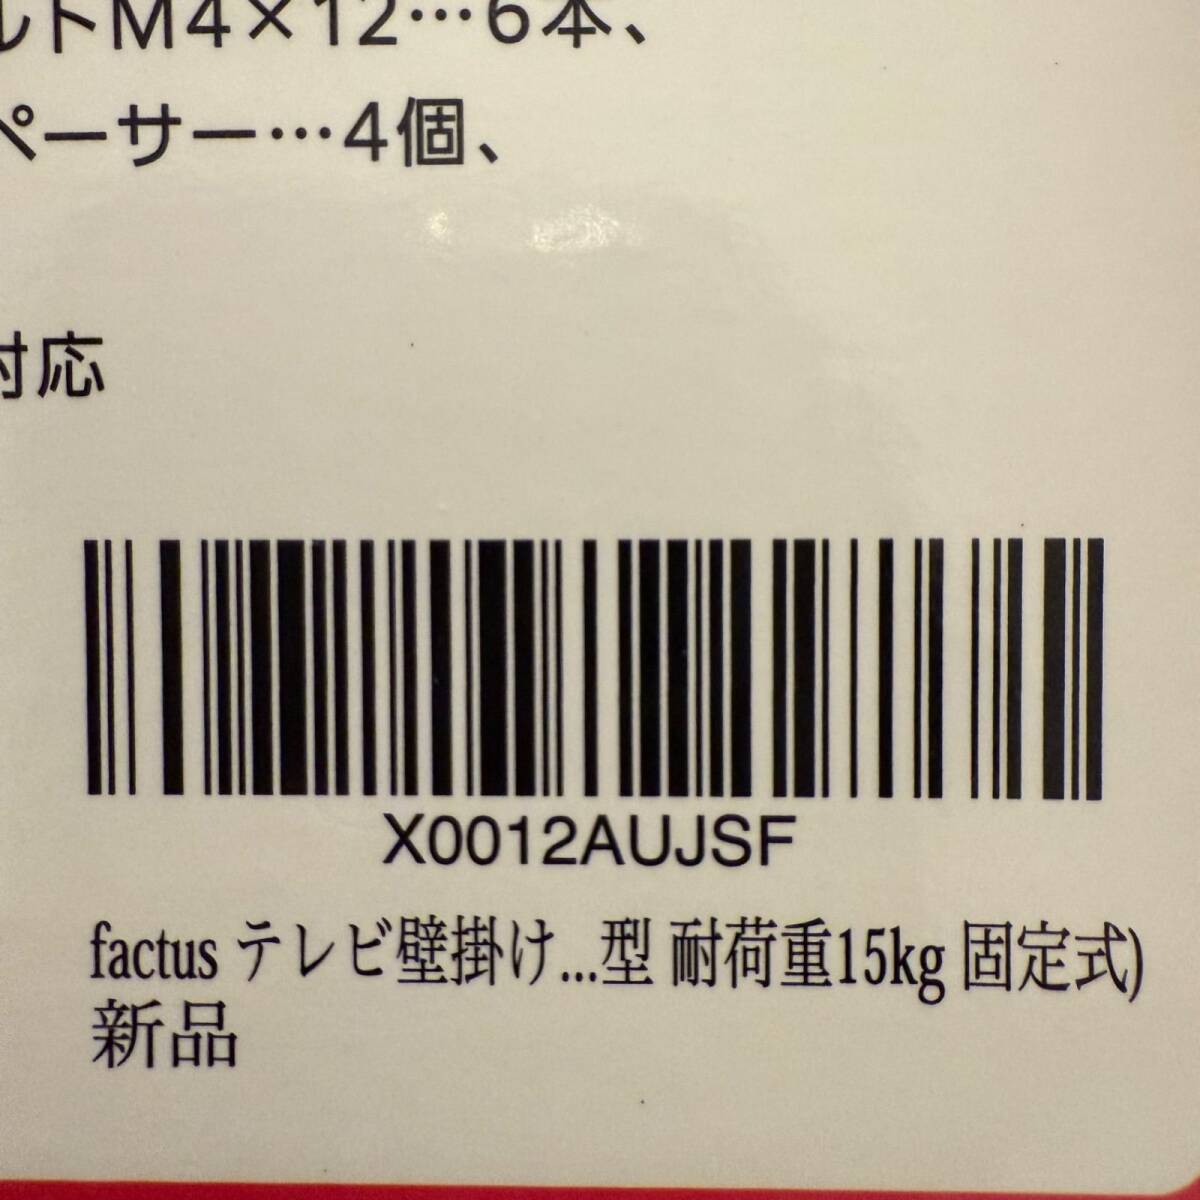 ルトM4×12…6本、
ペーサー…4個、
対応
X0012AUJSF
factus テレビ壁掛け...型 耐荷重15kg 固定式)
新品